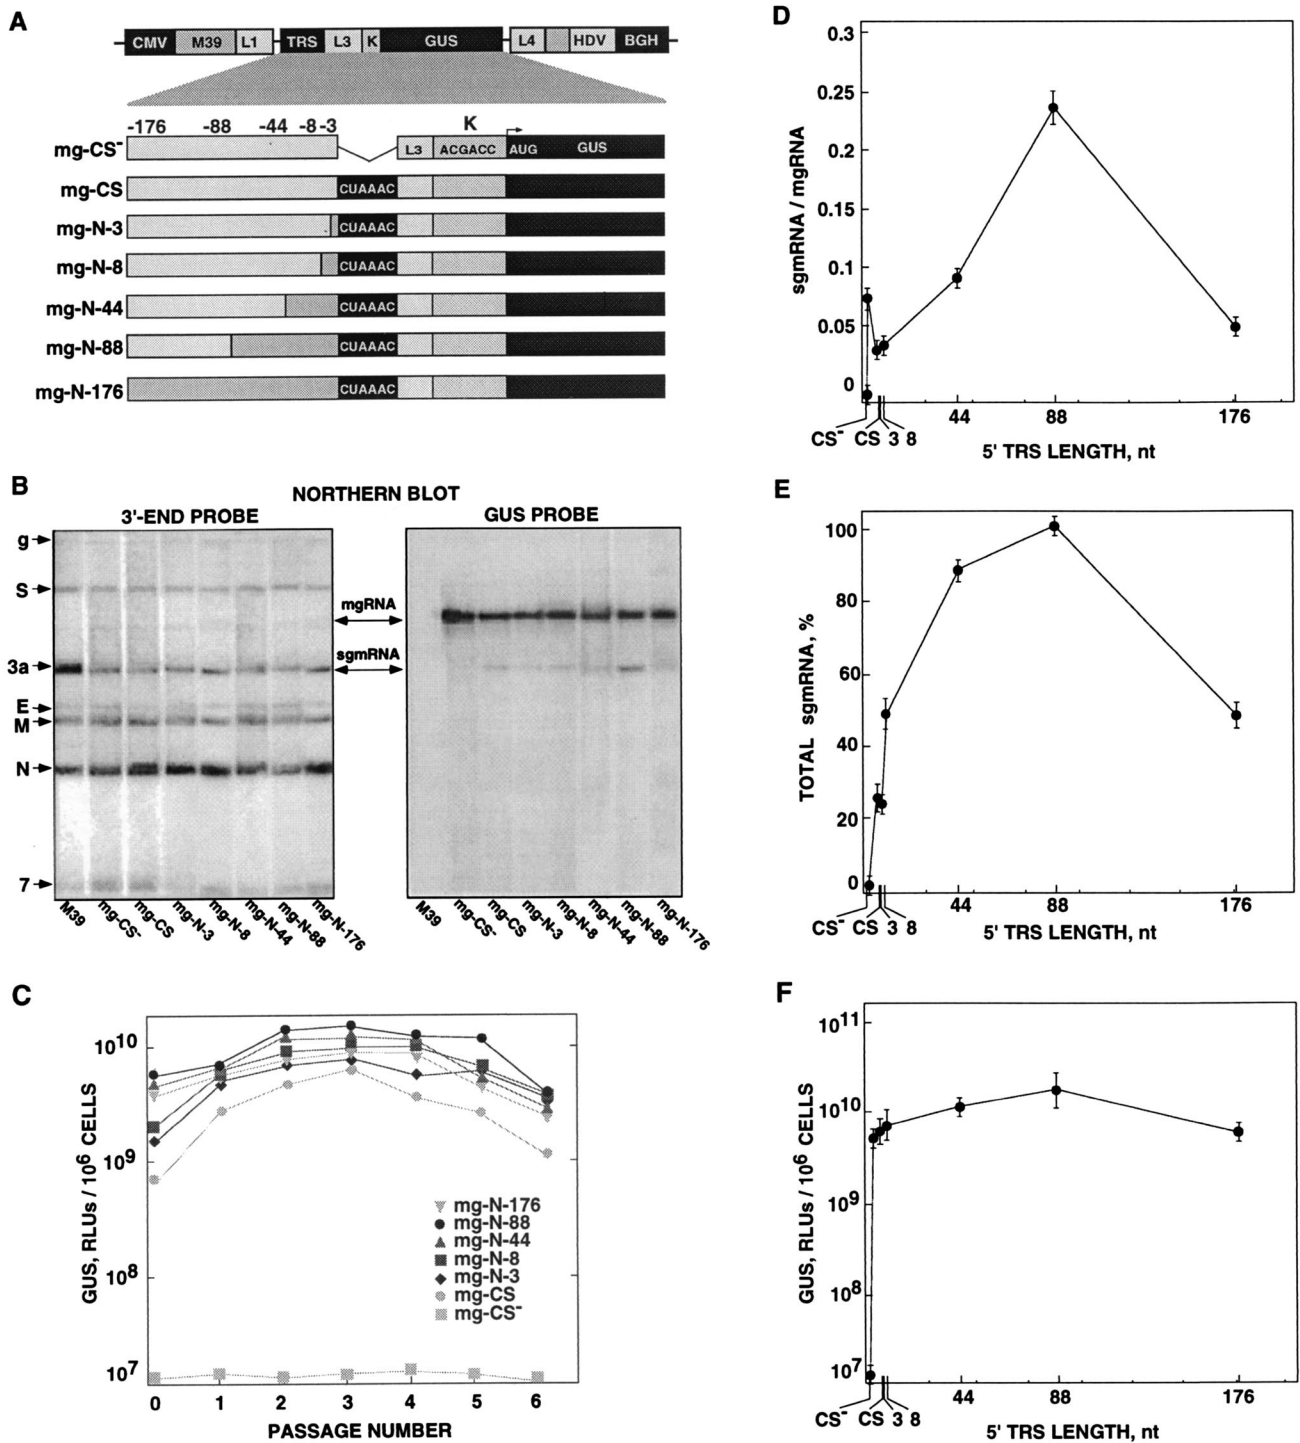 A
CMV M39 L1 TRS L3 K GUS L4 HDV BGH
-176 -88 -44 -8 -3 K
mg-CS- L3 ACGACC AUG GUS
mg-CS CUAAAC
mg-N-3 CUAAAC
mg-N-8 CUAAAC
mg-N-44 CUAAAC
mg-N-88 CUAAAC
mg-N-176 CUAAAC
B
NORTHERN BLOT
3'-END PROBE
GUS PROBE
g
S
3a
E
M
N
7
mgRNA
sgmRNA
M39 mg-CS- mg-CS mg-N-3 mg-N-8 mg-N-44 mg-N-88 mg-N-176
M39 mg-CS- mg-CS mg-N-3 mg-N-8 mg-N-44 mg-N-88 mg-N-176
C
GUS, RLUs / 10⁶ CELLS
10¹⁰
10⁹
10⁸
10⁷
mg-N-176
mg-N-88
mg-N-44
mg-N-8
mg-N-3
mg-CS
mg-CS-
0 1 2 3 4 5 6
PASSAGE NUMBER
D
sgmRNA / mgRNA
0.3
0.25
0.2
0.15
0.1
0.05
0
CS- CS 3 8 44 88 176
5' TRS LENGTH, nt
E
TOTAL sgmRNA, %
100
80
60
40
20
0
CS- CS 3 8 44 88 176
5' TRS LENGTH, nt
F
GUS, RLUs / 10⁶ CELLS
10¹¹
10¹⁰
10⁹
10⁸
10⁷
CS- CS 3 8 44 88 176
5' TRS LENGTH, nt